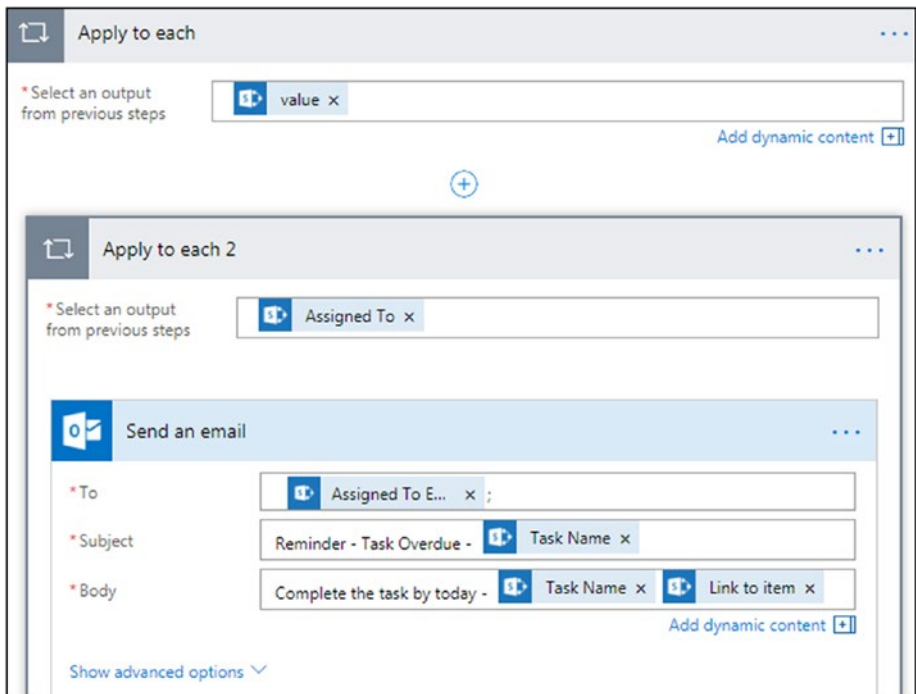 Apply to each
* Select an output
from previous steps
value ×
Add dynamic content
Apply to each 2
* Select an output
from previous steps
Assigned To ×
Send an email
* To
Assigned To E... × ;
* Subject
Reminder - Task Overdue - Task Name ×
* Body
Complete the task by today - Task Name × Link to item ×
Add dynamic content
Show advanced options